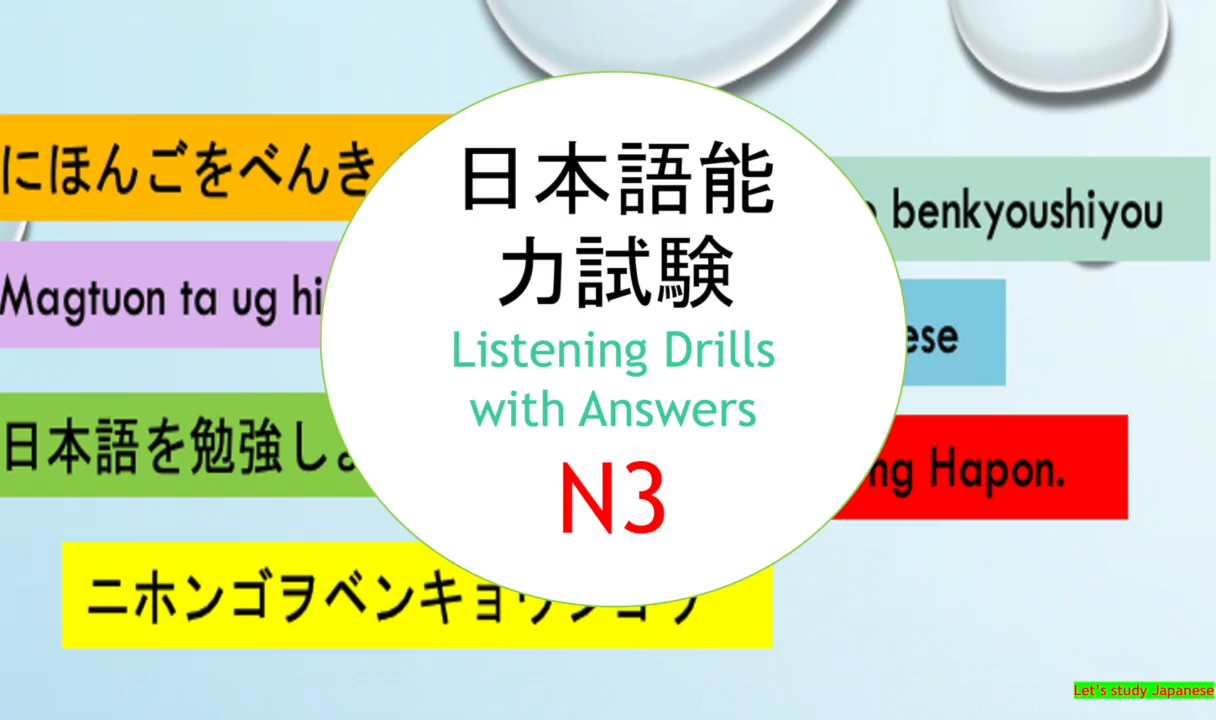 にほんごをべんき
日本語能
力試験
Listening Drills
with Answers
N3
benkyoushiyou
Magtuon ta ug hi
ese
日本語を勉強しよ
ng Hapon.
ニホンゴヲベンキョウシヨウ
Let's study Japanese